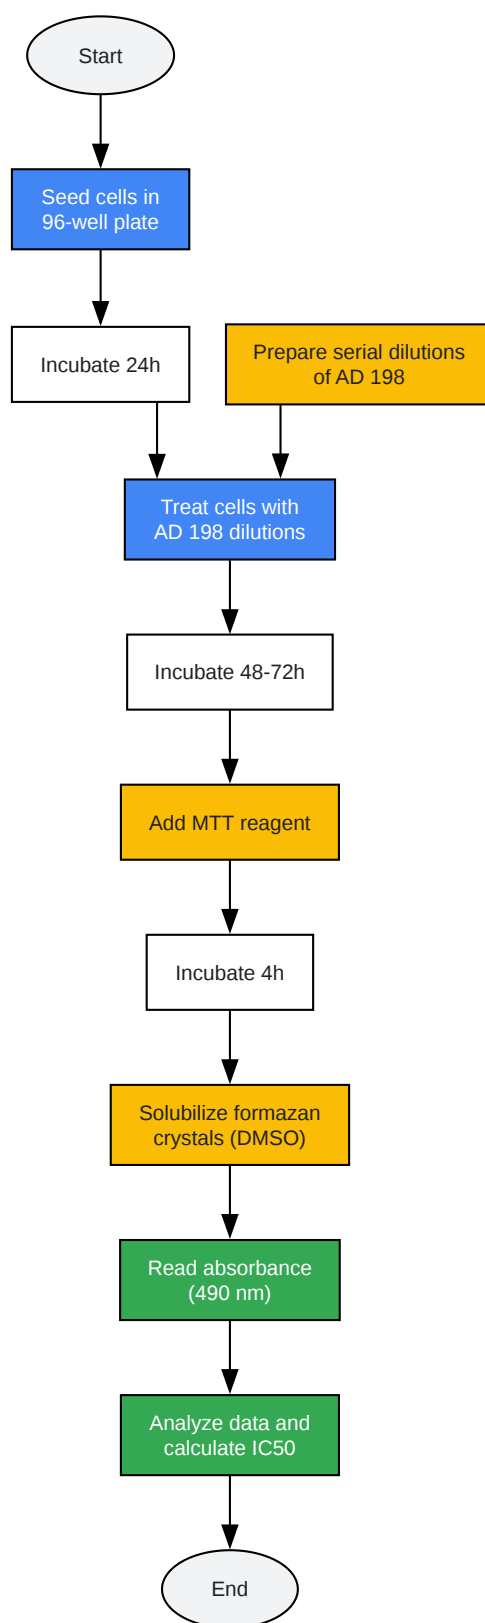 Start
Seed cells in
96-well plate
Incubate 24h
Prepare serial dilutions
of AD 198
Treat cells with
AD 198 dilutions
Incubate 48-72h
Add MTT reagent
Incubate 4h
Solubilize formazan
crystals (DMSO)
Read absorbance
(490 nm)
Analyze data and
calculate IC50
End